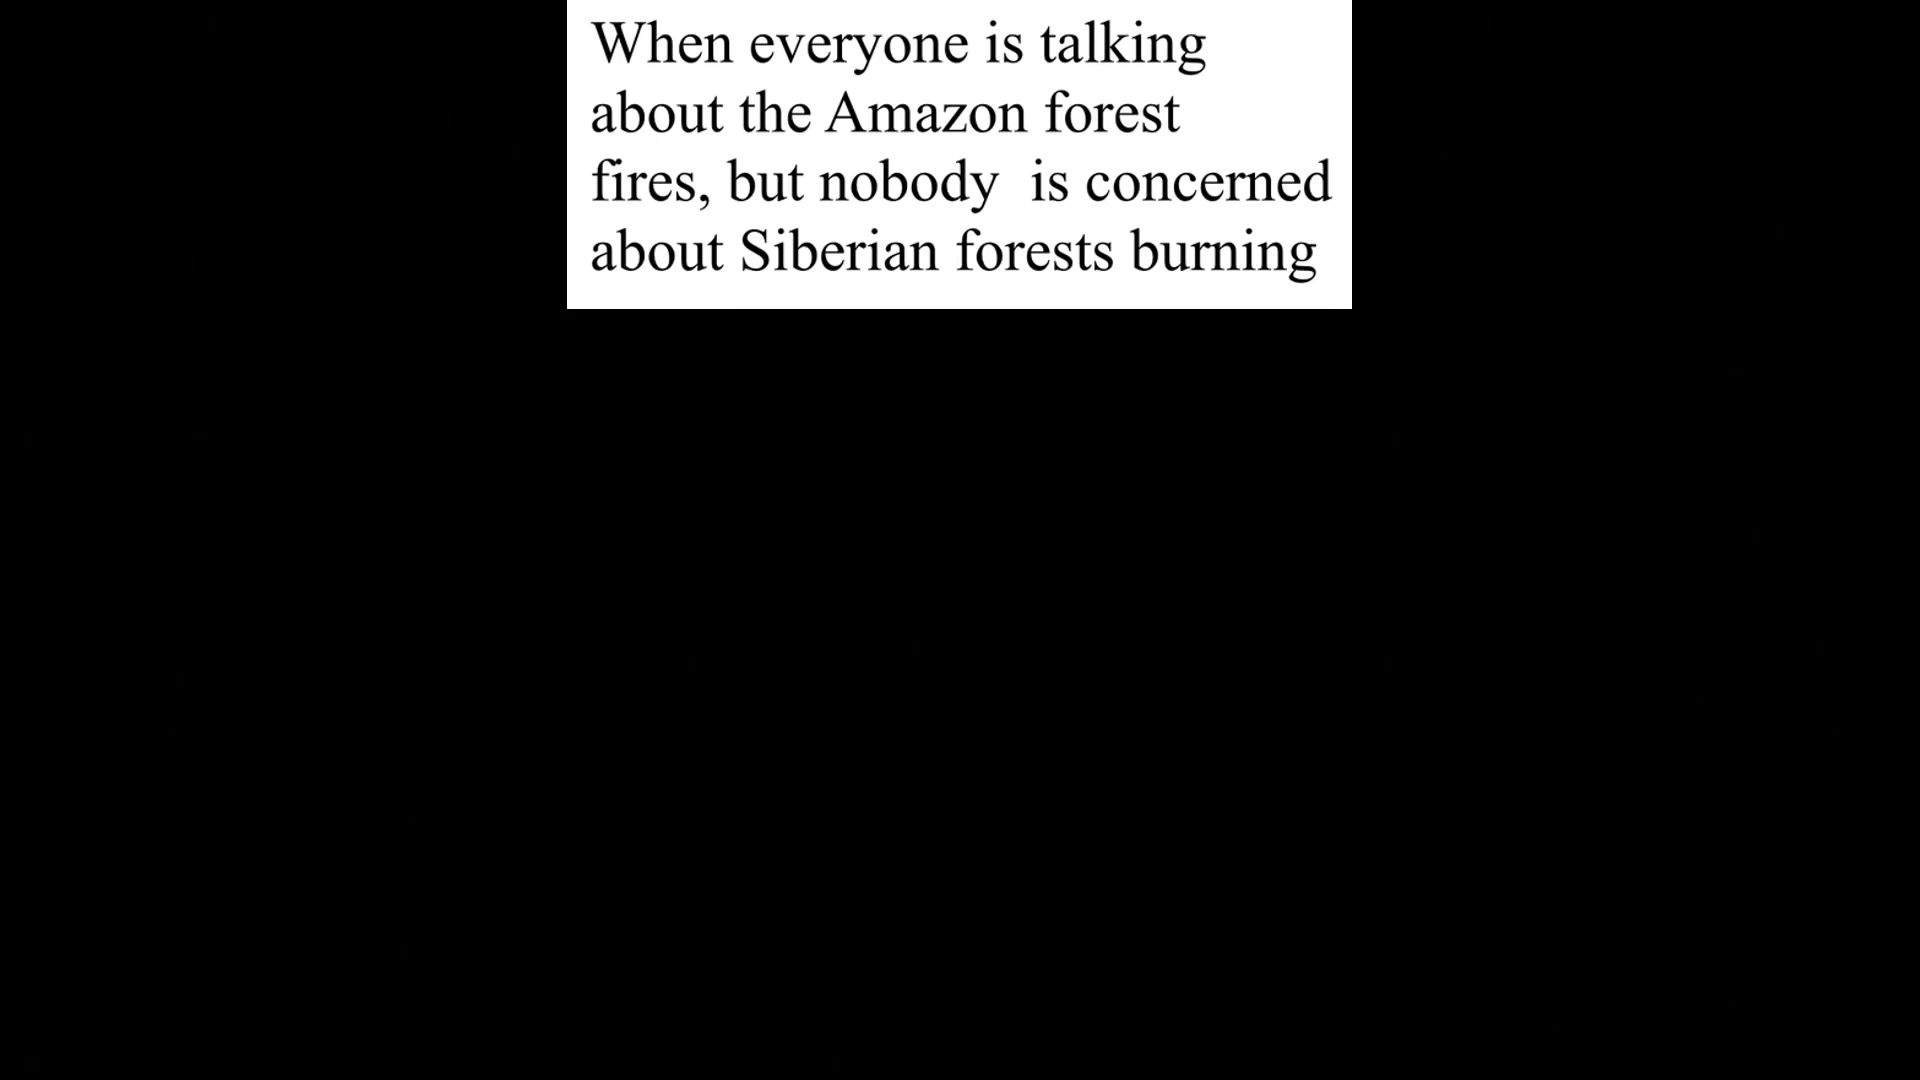 When everyone is talking
about the Amazon forest
fires, but nobody  is concerned
about Siberian forests burning